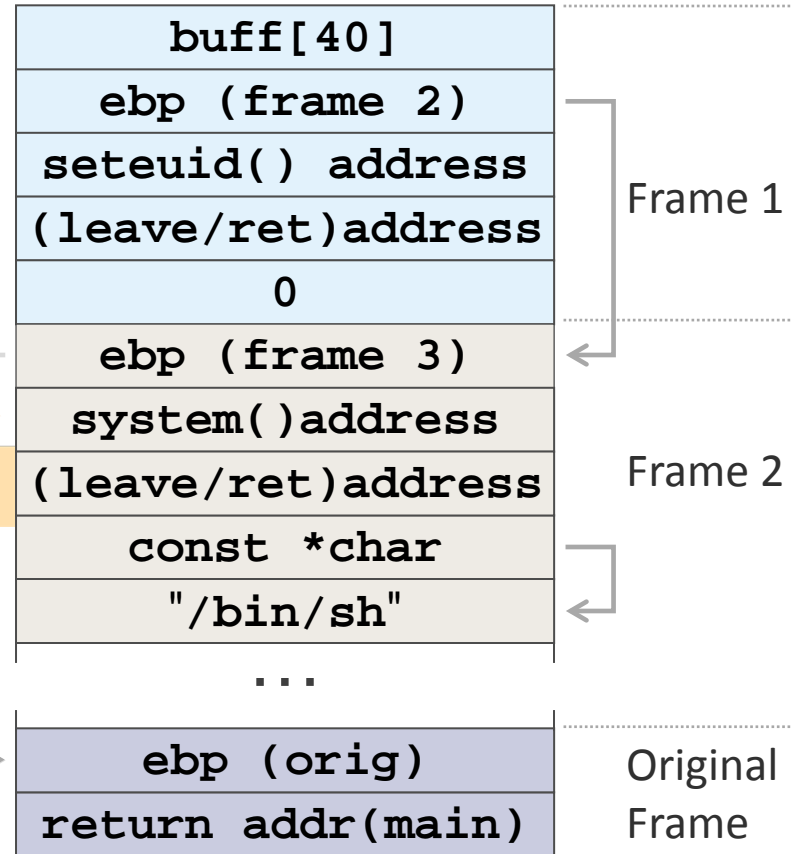 buff[40]
ebp (frame 2)
seteuid() address
(leave/ret)address
0
Frame 1
ebp (frame 3)
system()address
(leave/ret)address
const *char
"/bin/sh"
Frame 2
...
ebp (orig)
return addr(main)
Original
Frame